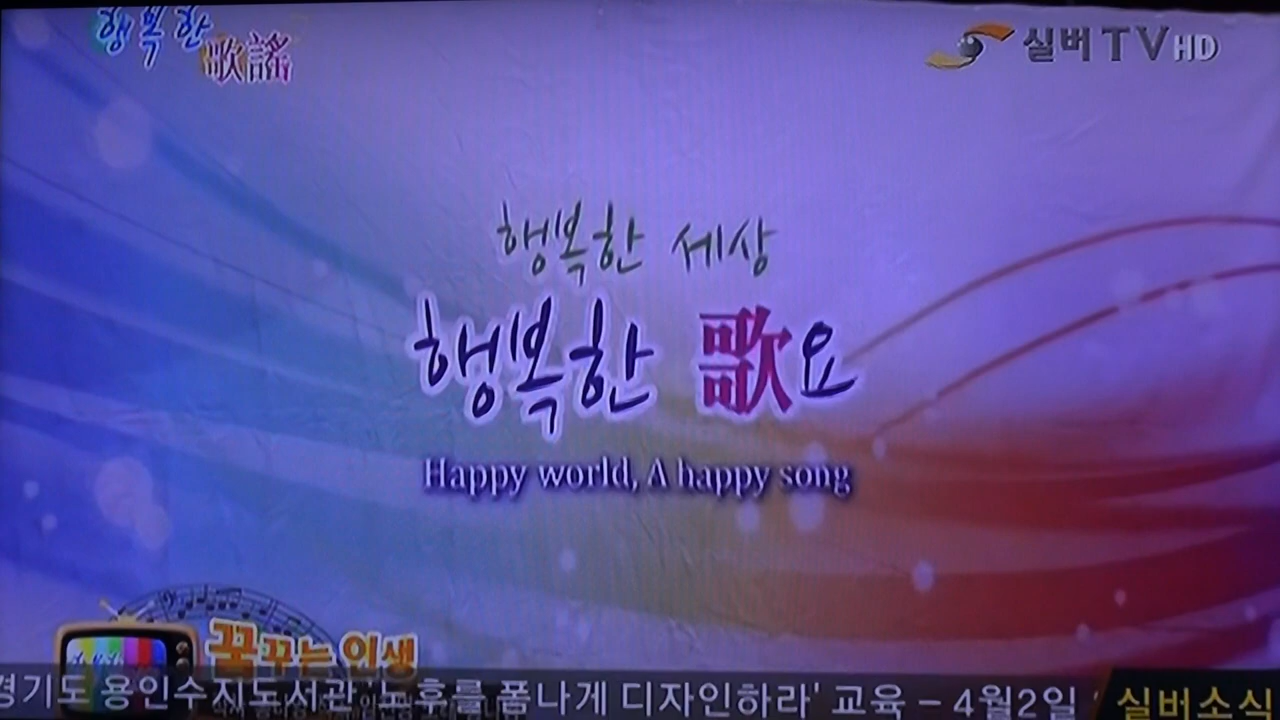 행복한
歌謠
실버TV HD
행복한 세상
행복한 歌요
Happy world, A happy song
꿈꾸는 인생
경기도 용인수지도서관 '노후를 폼나게 디자인하라' 교육 - 4월2일
실버소식